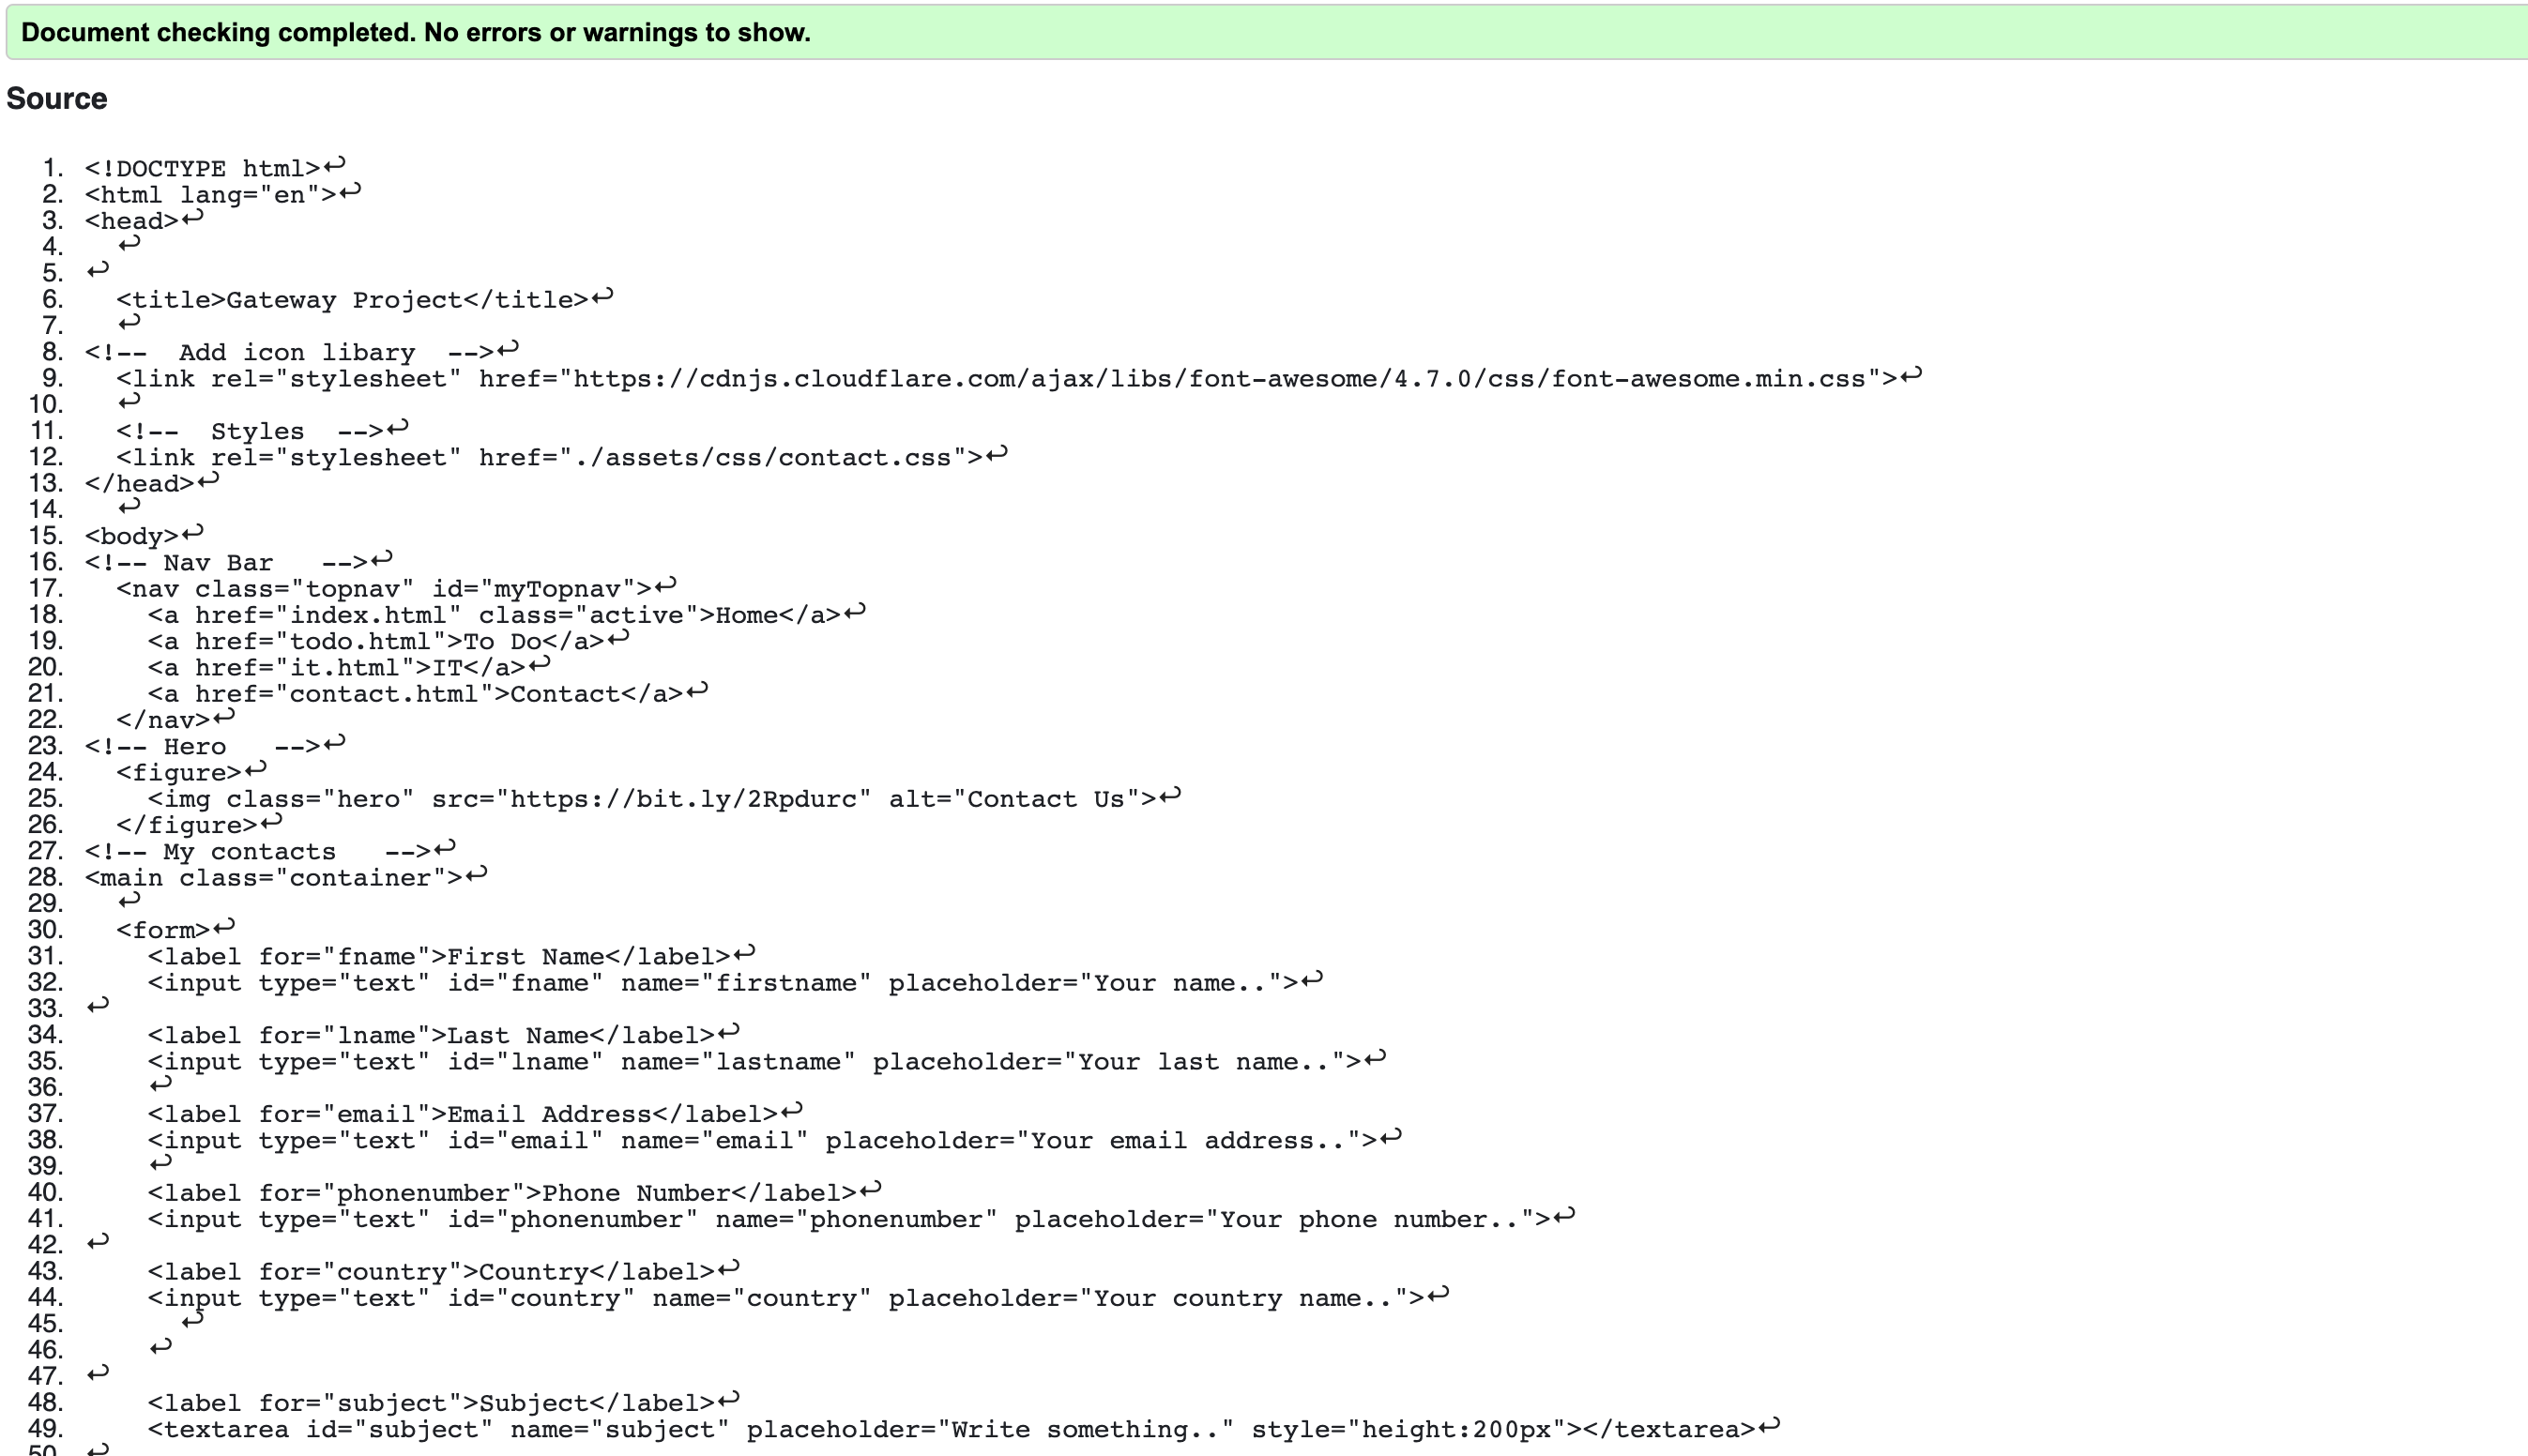 Document checking completed. No errors or warnings to show.
Source
1. <!DOCTYPE html>↩
2. <html lang="en">↩
3. <head>↩
4.   ↩
5. ↩
6.   <title>Gateway Project</title>↩
7.   ↩
8. <!--  Add icon libary  -->↩
9.   <link rel="stylesheet" href="https://cdnjs.cloudflare.com/ajax/libs/font-awesome/4.7.0/css/font-awesome.min.css">↩
10.   ↩
11.   <!--  Styles  -->↩
12.   <link rel="stylesheet" href="./assets/css/contact.css">↩
13. </head>↩
14.   ↩
15. <body>↩
16. <!-- Nav Bar   -->↩
17.   <nav class="topnav" id="myTopnav">↩
18.     <a href="index.html" class="active">Home</a>↩
19.     <a href="todo.html">To Do</a>↩
20.     <a href="it.html">IT</a>↩
21.     <a href="contact.html">Contact</a>↩
22.   </nav>↩
23. <!-- Hero   -->↩
24.   <figure>↩
25.     <img class="hero" src="https://bit.ly/2Rpdurc" alt="Contact Us">↩
26.   </figure>↩
27. <!-- My contacts   -->↩
28. <main class="container">↩
29.   ↩
30.   <form>↩
31.     <label for="fname">First Name</label>↩
32.     <input type="text" id="fname" name="firstname" placeholder="Your name..">↩
33. ↩
34.     <label for="lname">Last Name</label>↩
35.     <input type="text" id="lname" name="lastname" placeholder="Your last name..">↩
36.     ↩
37.     <label for="email">Email Address</label>↩
38.     <input type="text" id="email" name="email" placeholder="Your email address..">↩
39.     ↩
40.     <label for="phonenumber">Phone Number</label>↩
41.     <input type="text" id="phonenumber" name="phonenumber" placeholder="Your phone number..">↩
42. ↩
43.     <label for="country">Country</label>↩
44.     <input type="text" id="country" name="country" placeholder="Your country name..">↩
45.       ↩
46.     ↩
47. ↩
48.     <label for="subject">Subject</label>↩
49.     <textarea id="subject" name="subject" placeholder="Write something.." style="height:200px"></textarea>↩
50. ↩